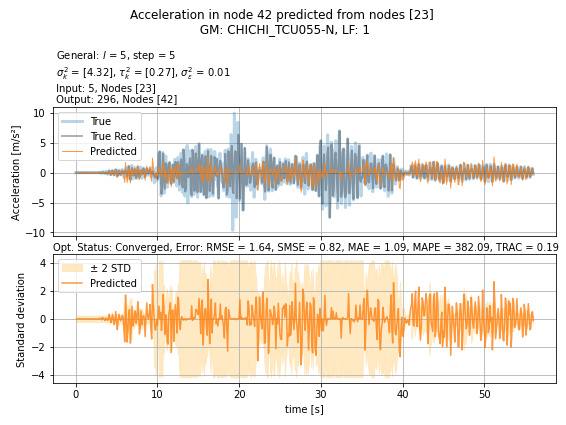 Acceleration in node 42 predicted from nodes [23]
GM: CHICHI_TCU055-N, LF: 1
General: l = 5, step = 5
σ²ₖ = [4.32], τ²ₖ = [0.27], σ²ε = 0.01
Input: 5, Nodes [23]
Output: 296, Nodes [42]
True
True Red.
Predicted
Acceleration [m/s²]
10
5
0
−5
−10
Opt. Status: Converged, Error: RMSE = 1.64, SMSE = 0.82, MAE = 1.09, MAPE = 382.09, TRAC = 0.19
± 2 STD
Predicted
Standard deviation
4
2
0
−2
−4
0 10 20 30 40 50
time [s]